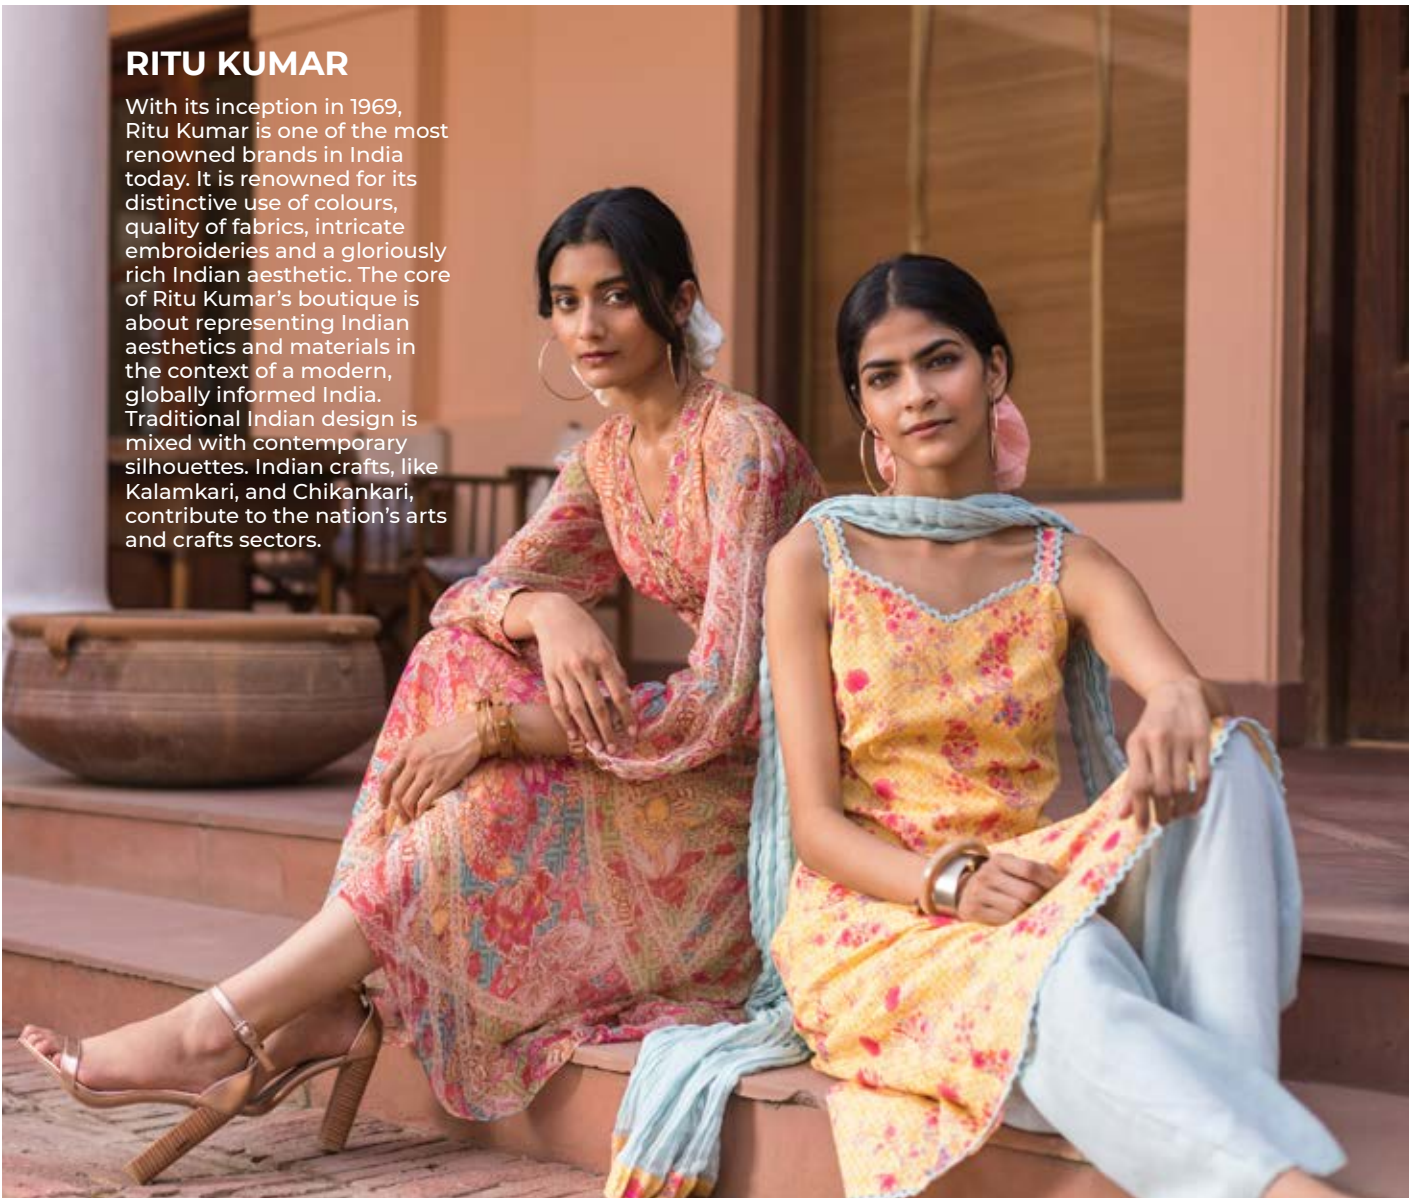 RITU KUMAR
With its inception in 1969,
Ritu Kumar is one of the most
renowned brands in India
today. It is renowned for its
distinctive use of colours,
quality of fabrics, intricate
embroideries and a gloriously
rich Indian aesthetic. The core
of Ritu Kumar’s boutique is
about representing Indian
aesthetics and materials in
the context of a modern,
globally informed India.
Traditional Indian design is
mixed with contemporary
silhouettes. Indian crafts, like
Kalamkari, and Chikankari,
contribute to the nation’s arts
and crafts sectors.